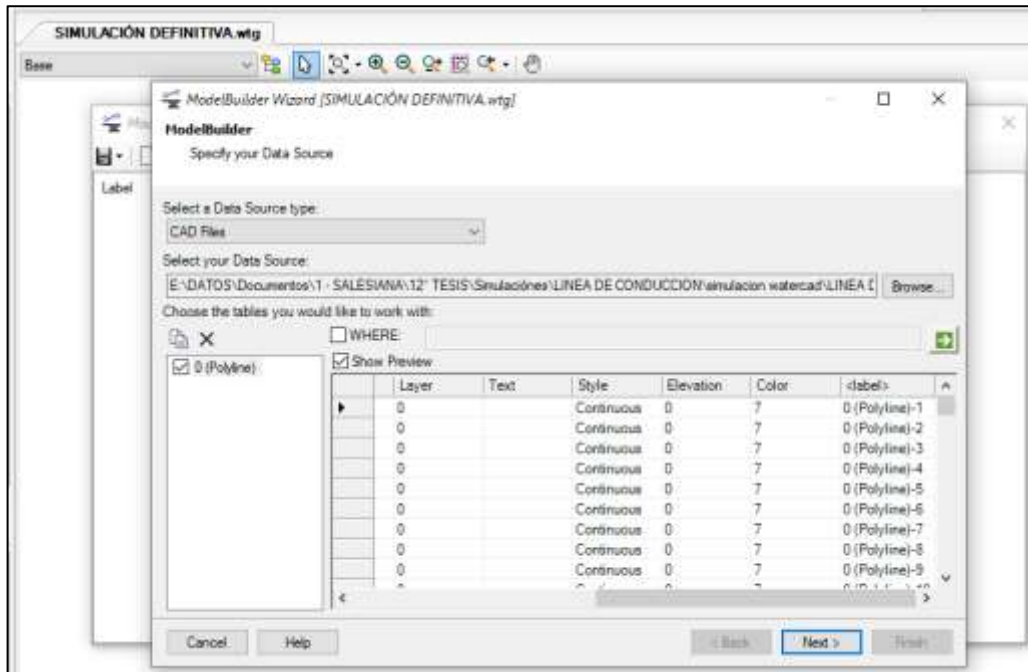 SIMULACIÓN DEFINITIVA.wtg
Base
ModelBuilder Wizard [SIMULACIÓN DEFINITIVA.wtg]
ModelBuilder
Specify your Data Source
Label
Select a Data Source type:
CAD Files
Select your Data Source:
E:\DATOS\Documentos\1 - SALESIANA\12° TESIS\Simulaciónes\LINEA DE CONDUCCION\simulacion watercad\LINEA D Browse...
Choose the tables you would like to work with:
WHERE:
0 (Polyline) Show Preview
Layer Text Style Elevation Color <label>
0 Continuous 0 7 0 (Polyline)-1
0 Continuous 0 7 0 (Polyline)-2
0 Continuous 0 7 0 (Polyline)-3
0 Continuous 0 7 0 (Polyline)-4
0 Continuous 0 7 0 (Polyline)-5
0 Continuous 0 7 0 (Polyline)-6
0 Continuous 0 7 0 (Polyline)-7
0 Continuous 0 7 0 (Polyline)-8
0 Continuous 0 7 0 (Polyline)-9
Cancel Help < Back Next > Finish